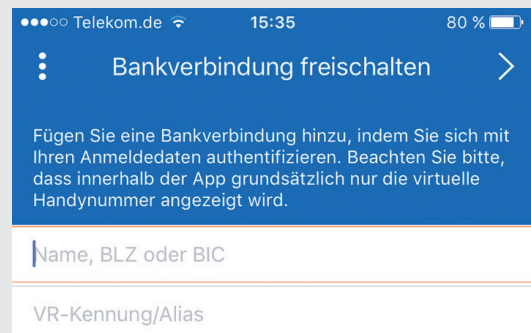 Telekom.de 15:35 80 %
Bankverbindung freischalten
Fügen Sie eine Bankverbindung hinzu, indem Sie sich mit
Ihren Anmeldedaten authentifizieren. Beachten Sie bitte,
dass innerhalb der App grundsätzlich nur die virtuelle
Handynummer angezeigt wird.
Name, BLZ oder BIC
VR-Kennung/Alias